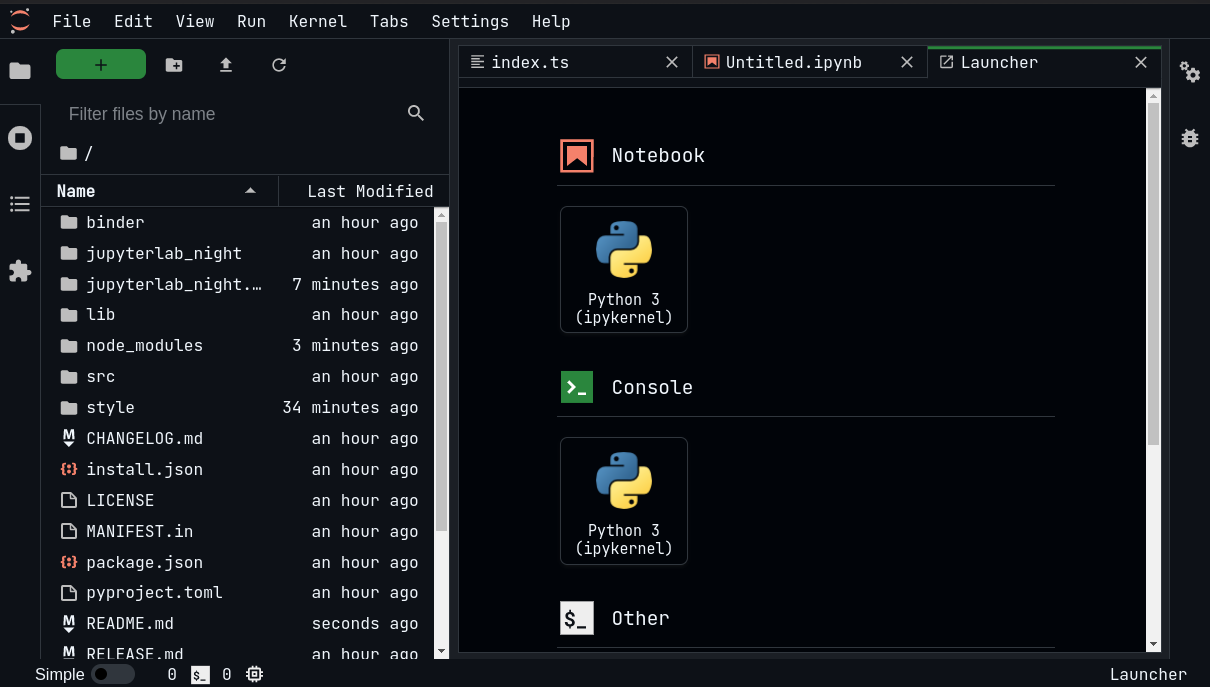 File Edit View Run Kernel Tabs Settings Help
index.ts
Untitled.ipynb
Launcher
Filter files by name
/
Name Last Modified
binder an hour ago
jupyterlab_night an hour ago
jupyterlab_night.… 7 minutes ago
lib an hour ago
node_modules 3 minutes ago
src an hour ago
style 34 minutes ago
CHANGELOG.md an hour ago
install.json an hour ago
LICENSE an hour ago
MANIFEST.in an hour ago
package.json an hour ago
pyproject.toml an hour ago
README.md seconds ago
RELEASE.md an hour ago
Notebook
Python 3
(ipykernel)
Console
Python 3
(ipykernel)
$_ Other
Simple 0 $_ 0 Launcher